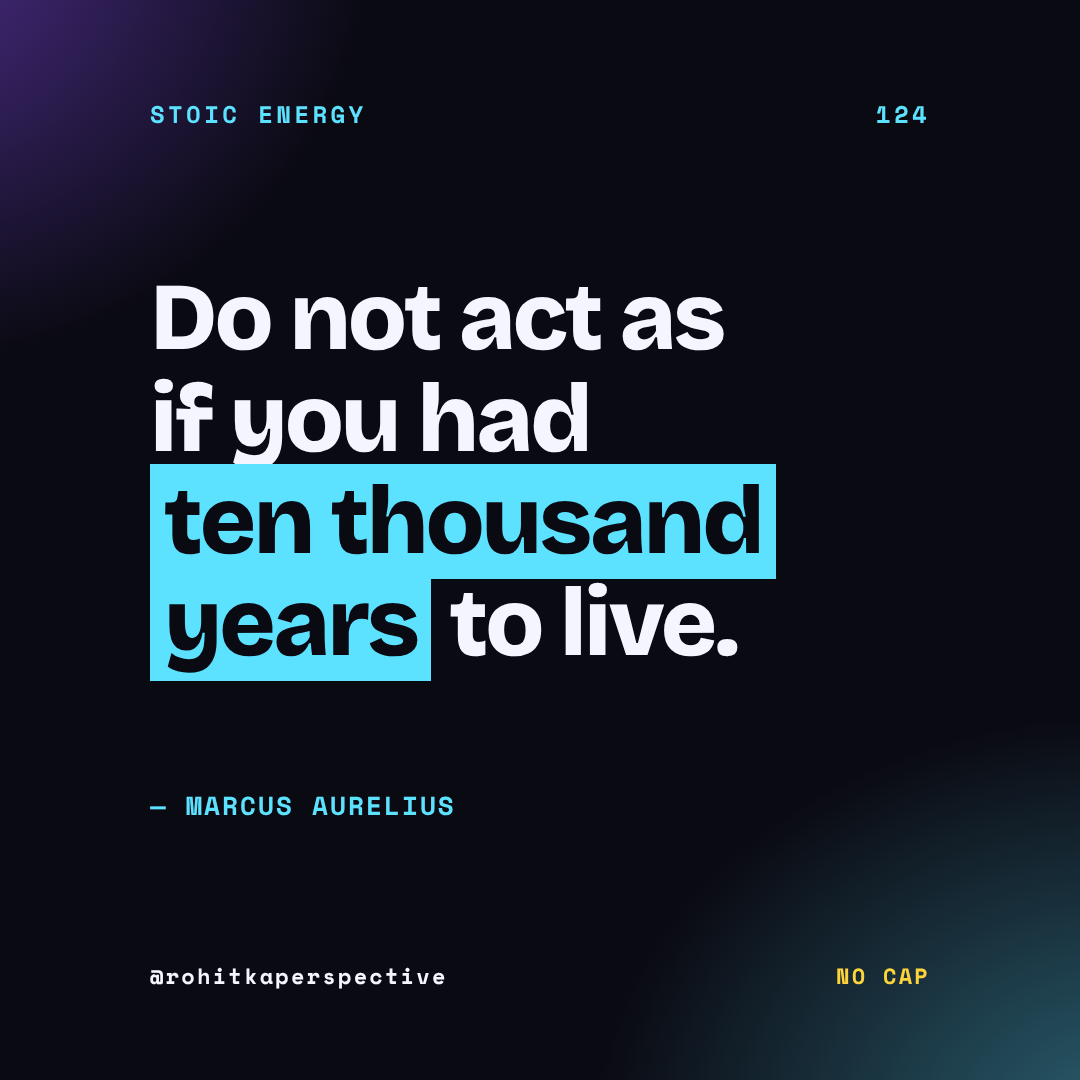 STOIC ENERGY
124
Do not act as
if you had
ten thousand
years to live.
— MARCUS AURELIUS
@rohitkaperspective
NO CAP